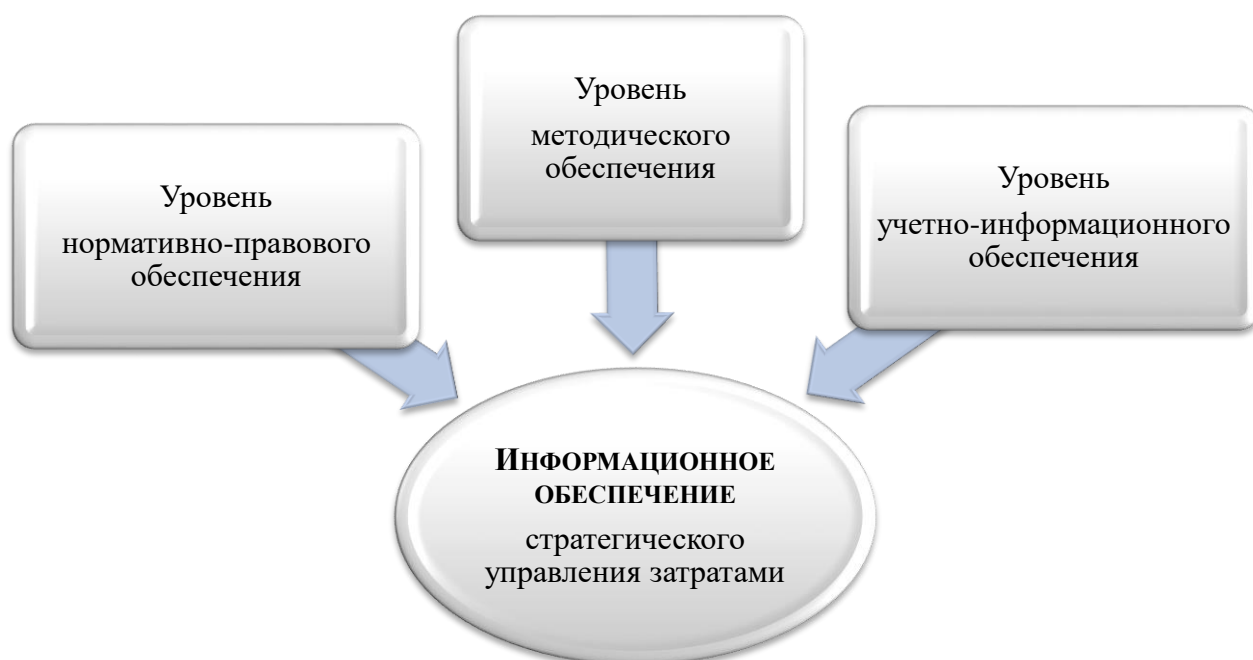 Уровень
нормативно-правового
обеспечения
Уровень
методического
обеспечения
Уровень
учетно-информационного
обеспечения
ИНФОРМАЦИОННОЕ
ОБЕСПЕЧЕНИЕ
стратегического
управления затратами